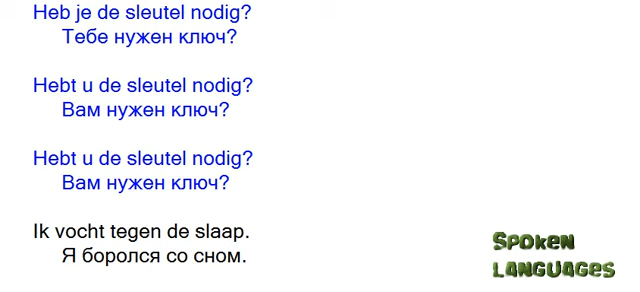 Heb je de sleutel nodig?
Тебе нужен ключ?
Hebt u de sleutel nodig?
Вам нужен ключ?
Hebt u de sleutel nodig?
Вам нужен ключ?
Ik vocht tegen de slaap.
Я боролся со сном.
Spoken
Languages